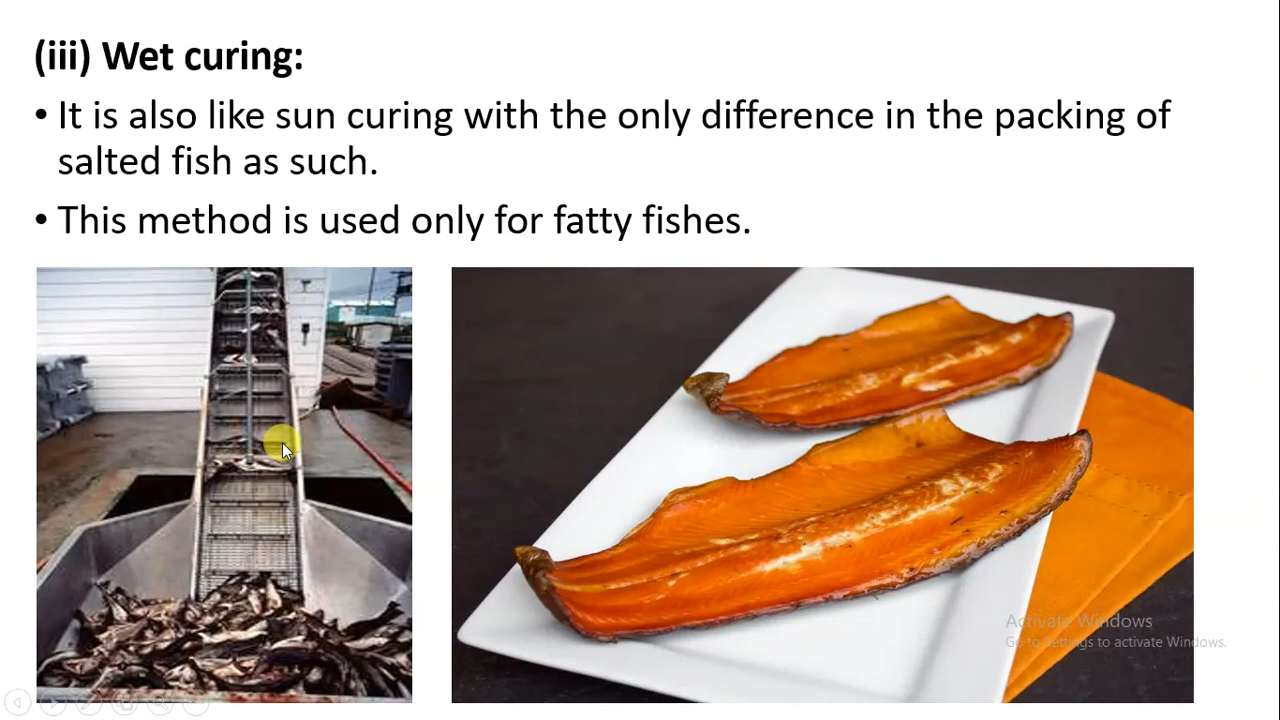 (iii) Wet curing:
• It is also like sun curing with the only difference in the packing of
salted fish as such.
• This method is used only for fatty fishes.
Activate Windows
Go to Settings to activate Windows.